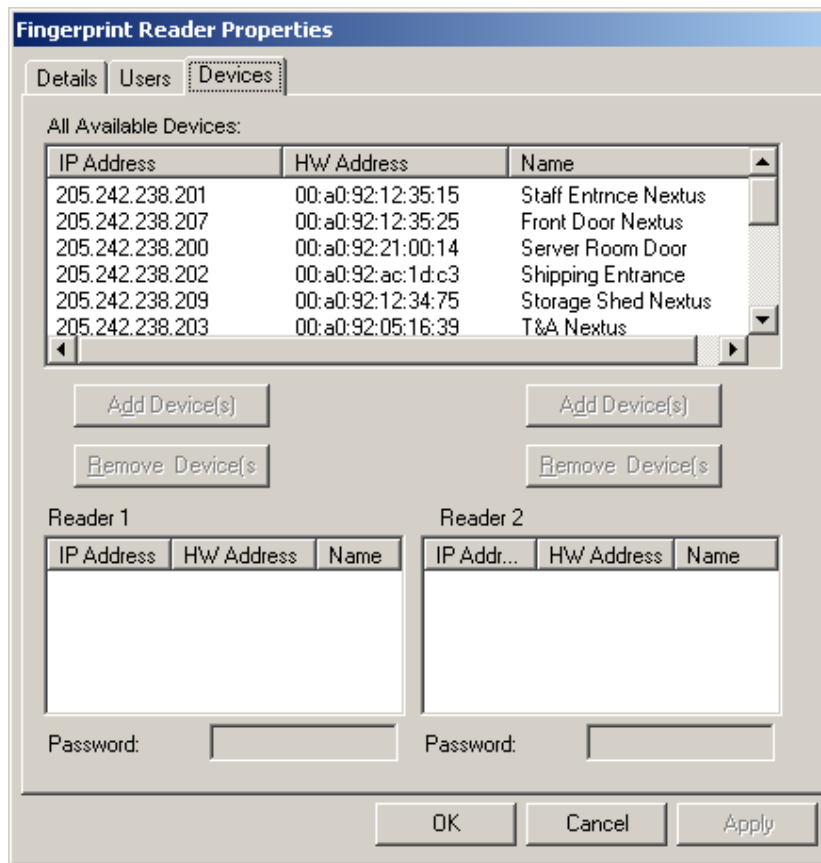 Fingerprint Reader Properties
Details Users Devices
All Available Devices:
IP Address HW Address Name
205.242.238.201 00:a0:92:12:35:15 Staff Entrnce Nextus
205.242.238.207 00:a0:92:12:35:25 Front Door Nextus
205.242.238.200 00:a0:92:21:00:14 Server Room Door
205.242.238.202 00:a0:92:ac:1d:c3 Shipping Entrance
205.242.238.209 00:a0:92:12:34:75 Storage Shed Nextus
205.242.238.203 00:a0:92:05:16:39 T&A Nextus
Add Device(s) Add Device(s)
Remove Device(s Remove Device(s
Reader 1 Reader 2
IP Address HW Address Name IP Addr... HW Address Name
Password: Password:
OK Cancel Apply